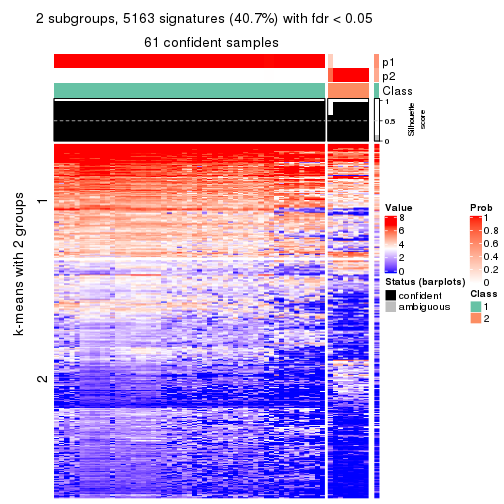 2 subgroups, 5163 signatures (40.7%) with fdr < 0.05
61 confident samples
p1
p2
Class
1
0.5
0
Silhouette
score
k-means with 2 groups
1
2
Value
8
6
4
2
0
Status (barplots)
confident
ambiguous
Prob
1
0.8
0.6
0.4
0.2
0
Class
1
2